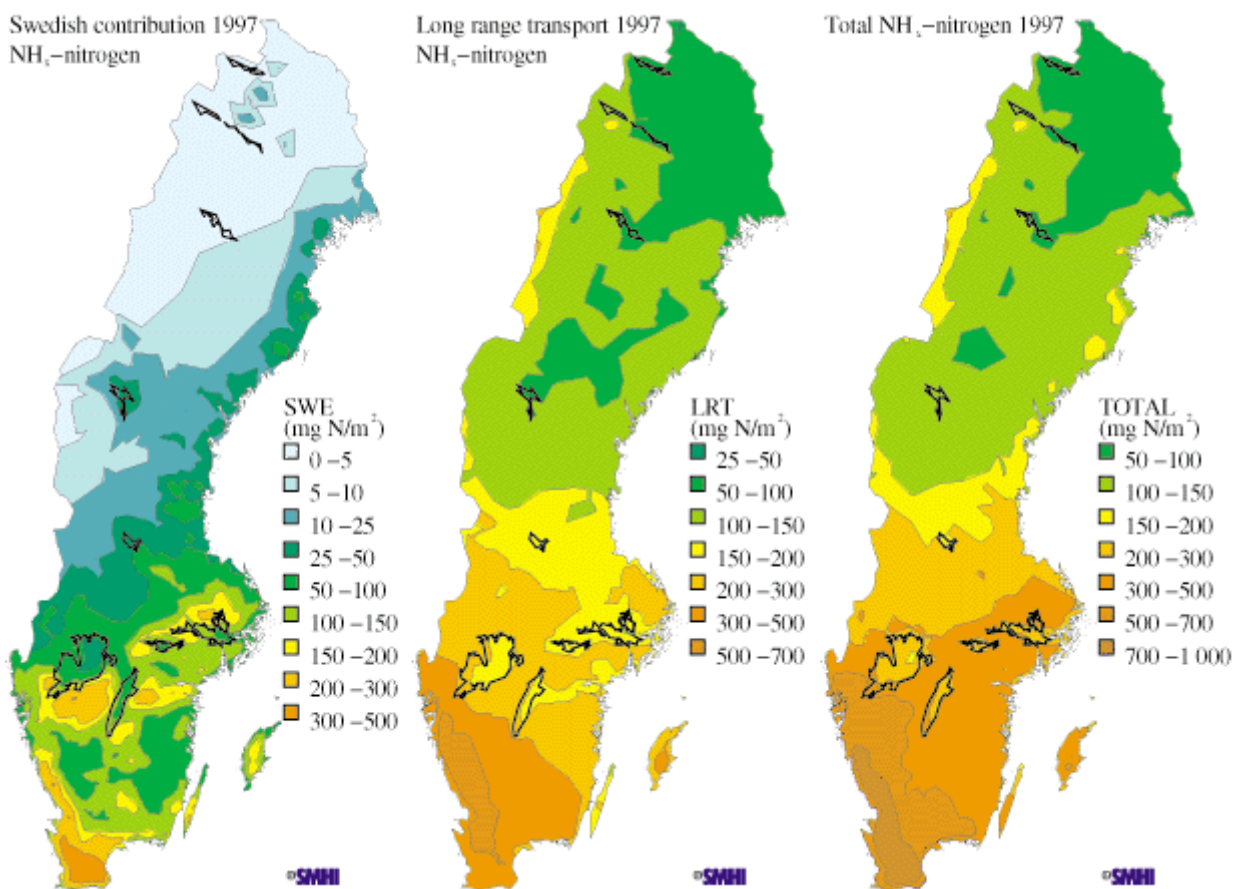 Swedish contribution 1997
NHₓ–nitrogen
SWE
(mg N/m²)
0 –5
5 –10
10 –25
25 –50
50 –100
100 –150
150 –200
200 –300
300 –500
©SMHI
Long range transport 1997
NHₓ–nitrogen
LRT
(mg N/m²)
25 –50
50 –100
100 –150
150 –200
200 –300
300 –500
500 –700
©SMHI
Total NHₓ–nitrogen 1997
TOTAL
(mg N/m²)
50 –100
100 –150
150 –200
200 –300
300 –500
500 –700
700 –1 000
©SMHI